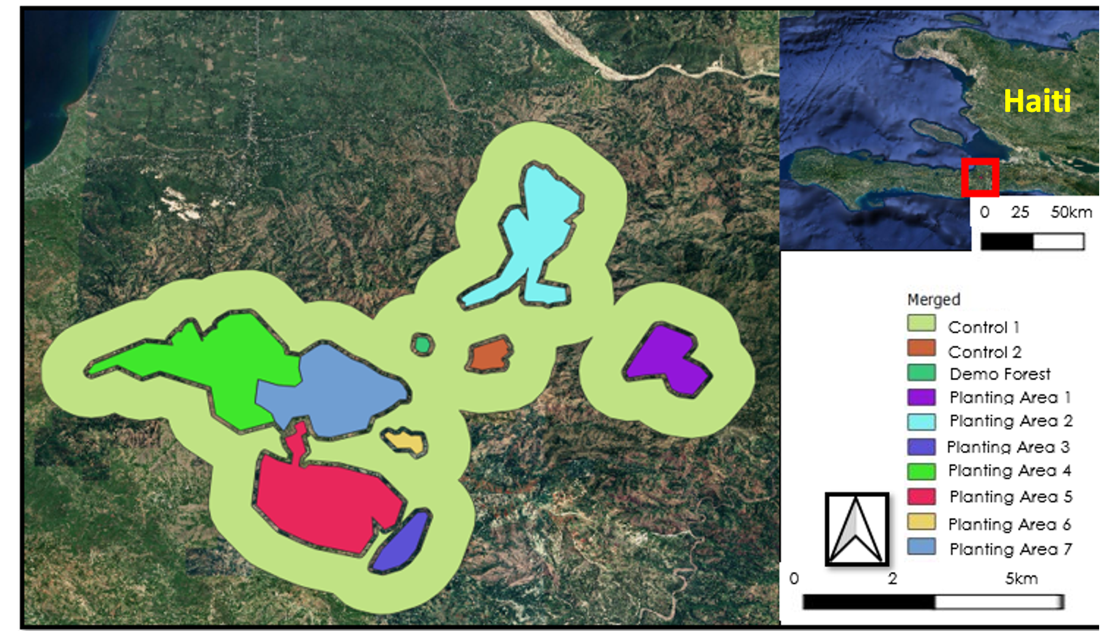 Haiti
0 25 50km
Merged
Control 1
Control 2
Demo Forest
Planting Area 1
Planting Area 2
Planting Area 3
Planting Area 4
Planting Area 5
Planting Area 6
Planting Area 7
0 2 5km